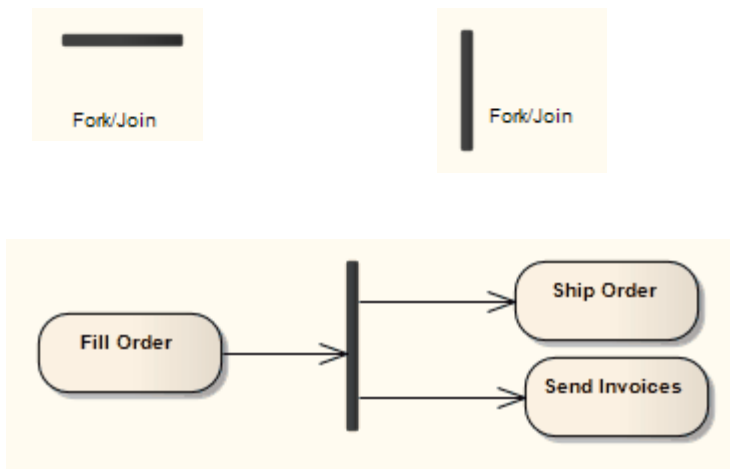 Fork/Join
Fork/Join
Ship Order
Fill Order
Send Invoices